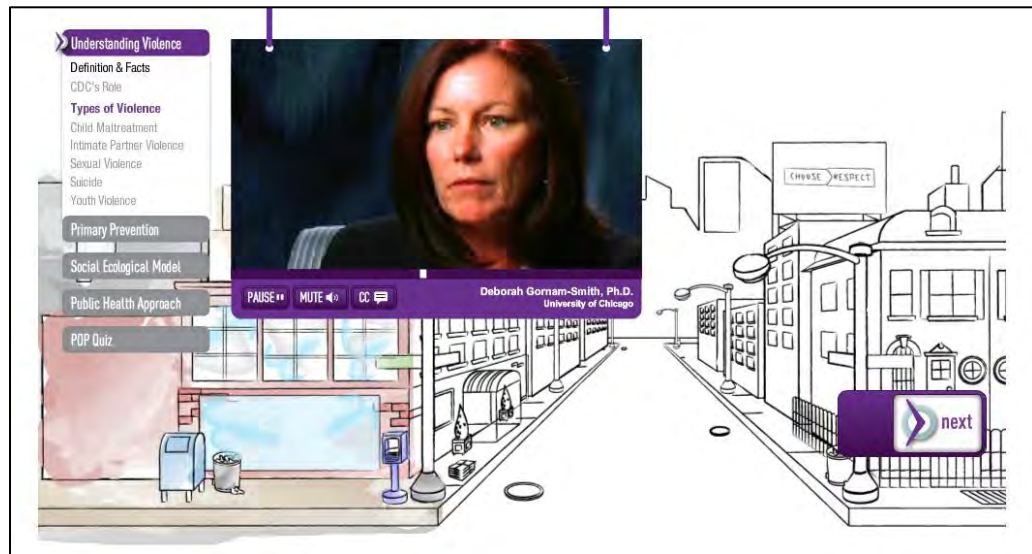 Understanding Violence
Definition & Facts
CDC's Role
Types of Violence
Child Maltreatment
Intimate Partner Violence
Sexual Violence
Suicide
Youth Violence
Primary Prevention
Social Ecological Model
Public Health Approach
POP Quiz
PAUSE
MUTE
CC
Deborah Gornam-Smith, Ph.D.
University of Chicago
CHOOSE RESPECT
next